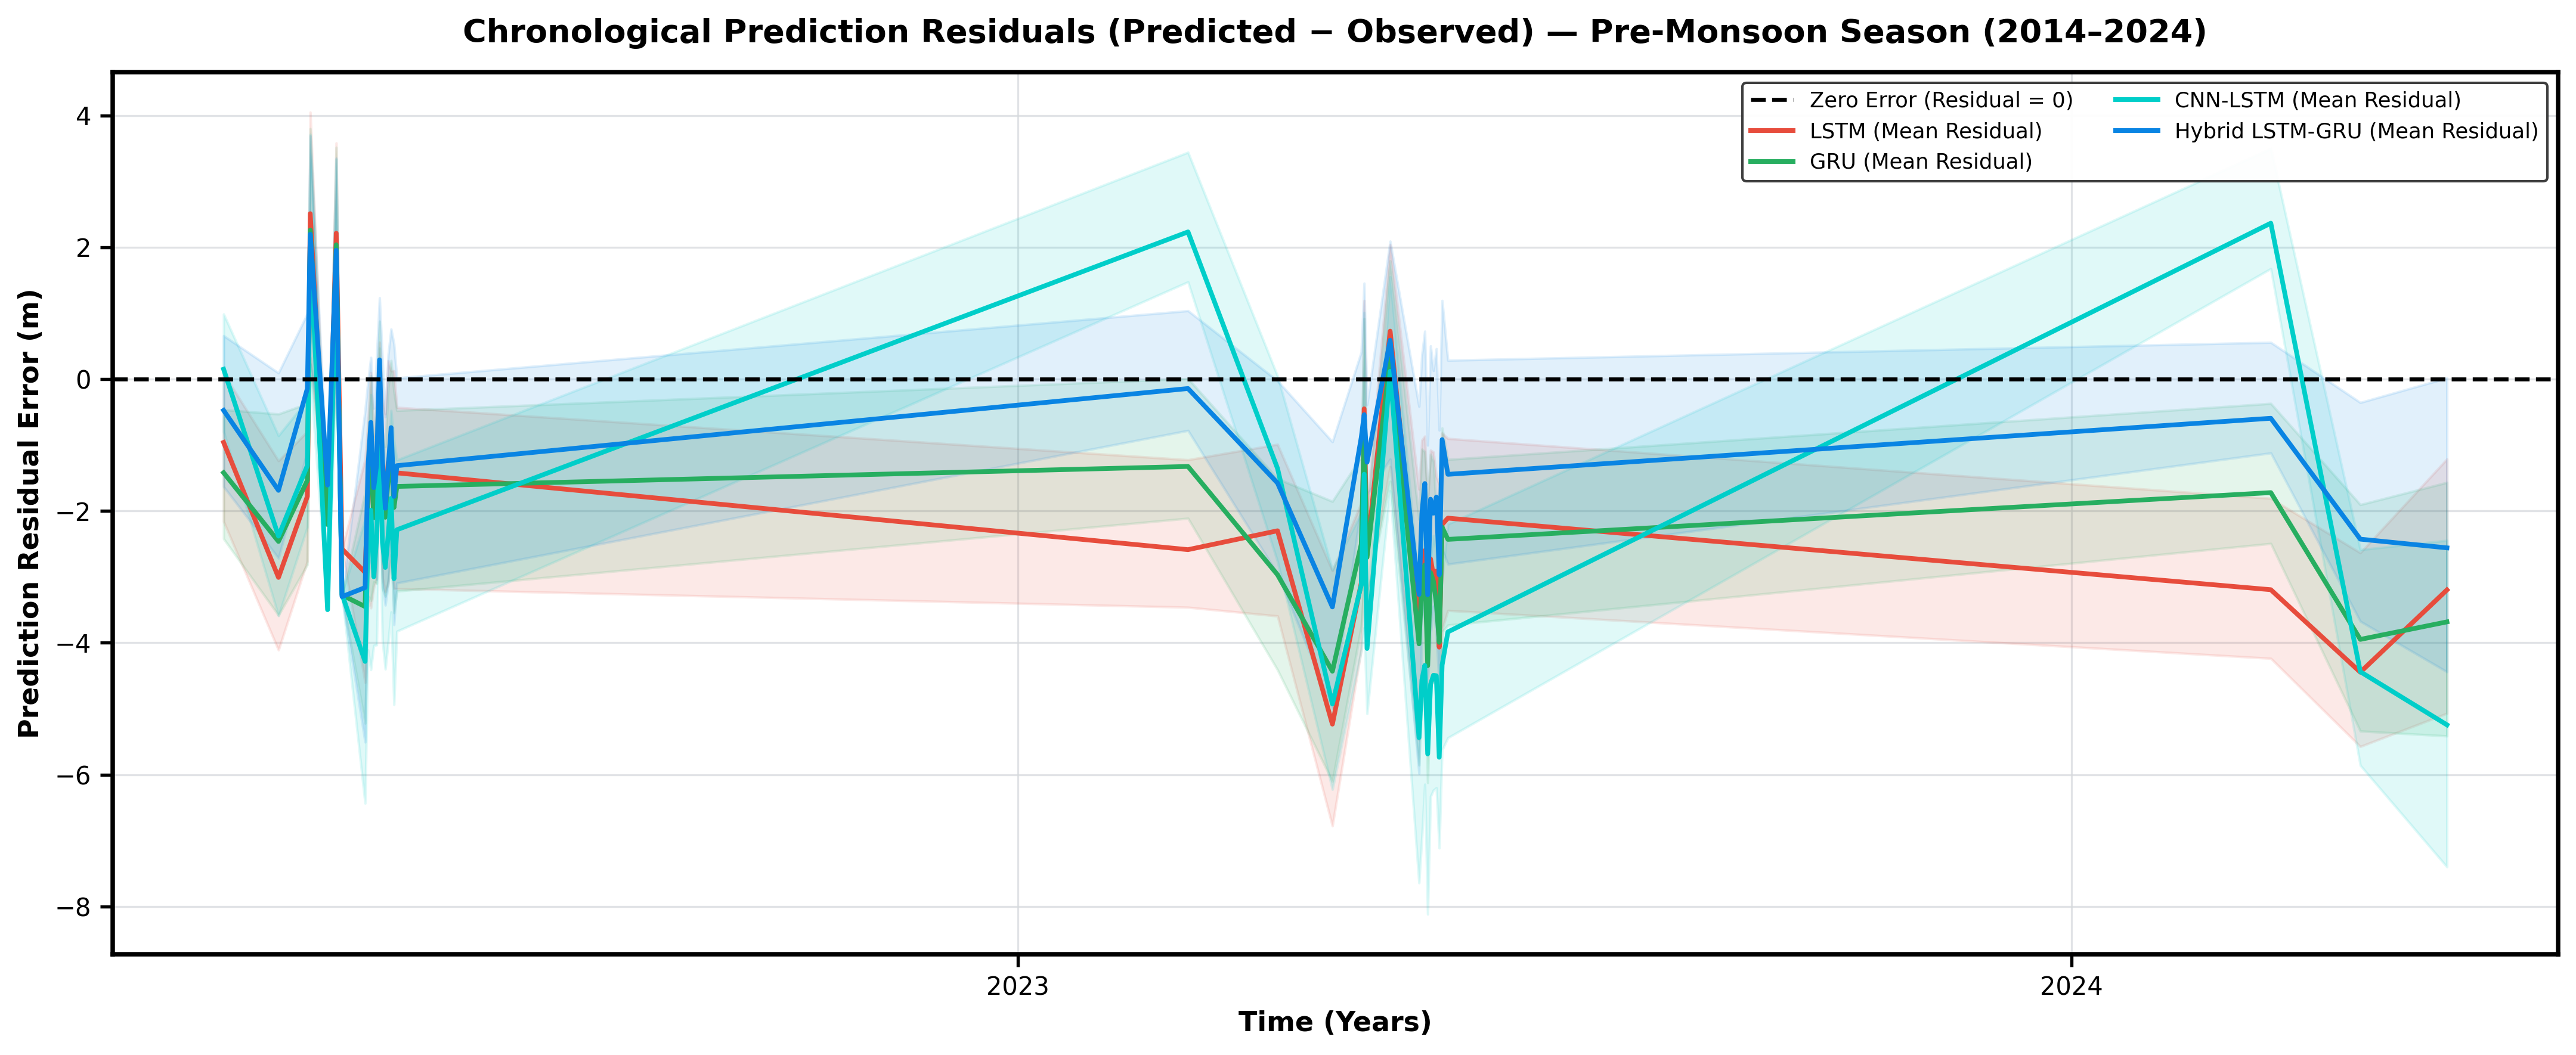 Chronological Prediction Residuals (Predicted − Observed) — Pre-Monsoon Season (2014–2024)
Zero Error (Residual = 0)
LSTM (Mean Residual)
GRU (Mean Residual)
CNN-LSTM (Mean Residual)
Hybrid LSTM-GRU (Mean Residual)
Prediction Residual Error (m)
4
2
0
−2
−4
−6
−8
2023
2024
Time (Years)